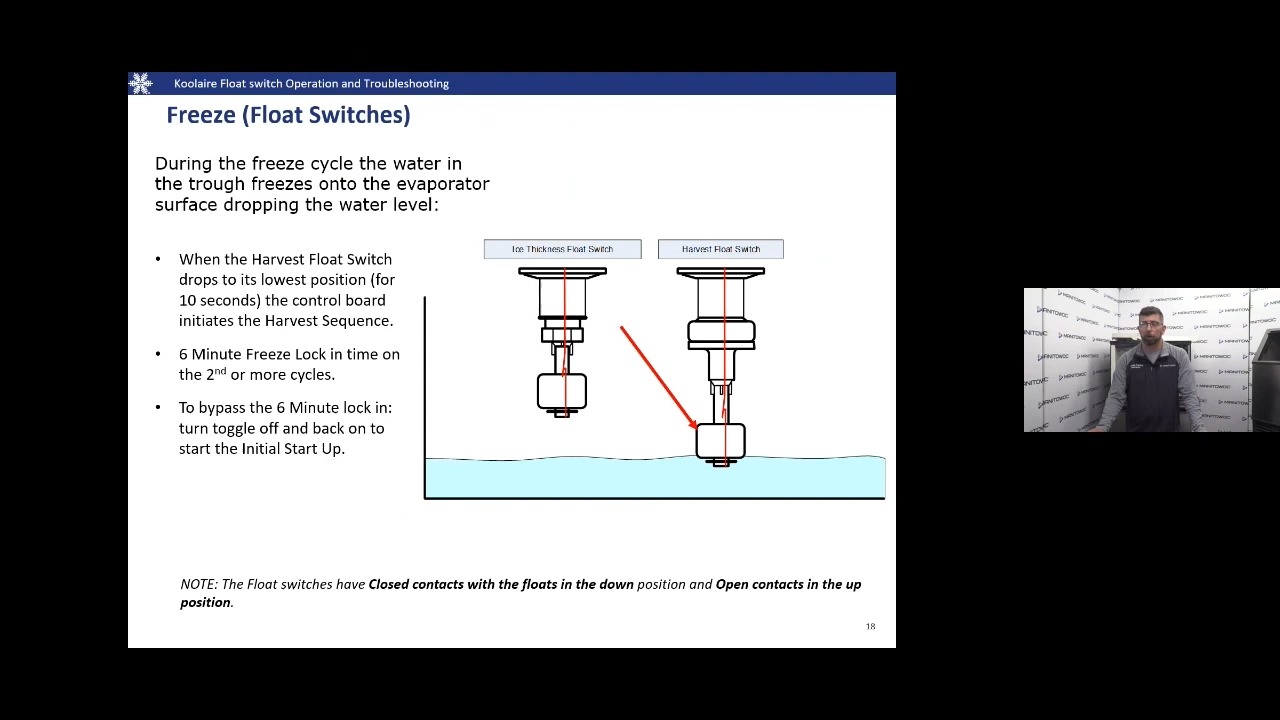 Koolaire Float switch Operation and Troubleshooting
Freeze (Float Switches)
During the freeze cycle the water in
the trough freezes onto the evaporator
surface dropping the water level:
• When the Harvest Float Switch
drops to its lowest position (for
10 seconds) the control board
initiates the Harvest Sequence.
• 6 Minute Freeze Lock in time on
the 2nd or more cycles.
• To bypass the 6 Minute lock in:
turn toggle off and back on to
start the Initial Start Up.
Ice Thickness Float Switch
Harvest Float Switch
NOTE: The Float switches have Closed contacts with the floats in the down position and Open contacts in the up
position.
18
MANITOWOC